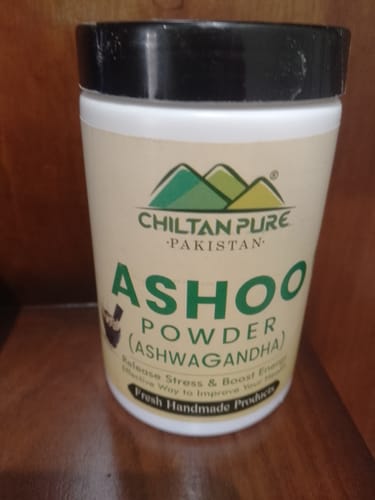 ®
CHILTAN PURE
·PAKISTAN·
ASHOO
POWDER
(ASHWAGANDHA)
Release Stress & Boost Energy
Effective Way to Improve Your
Fresh Handmade Products